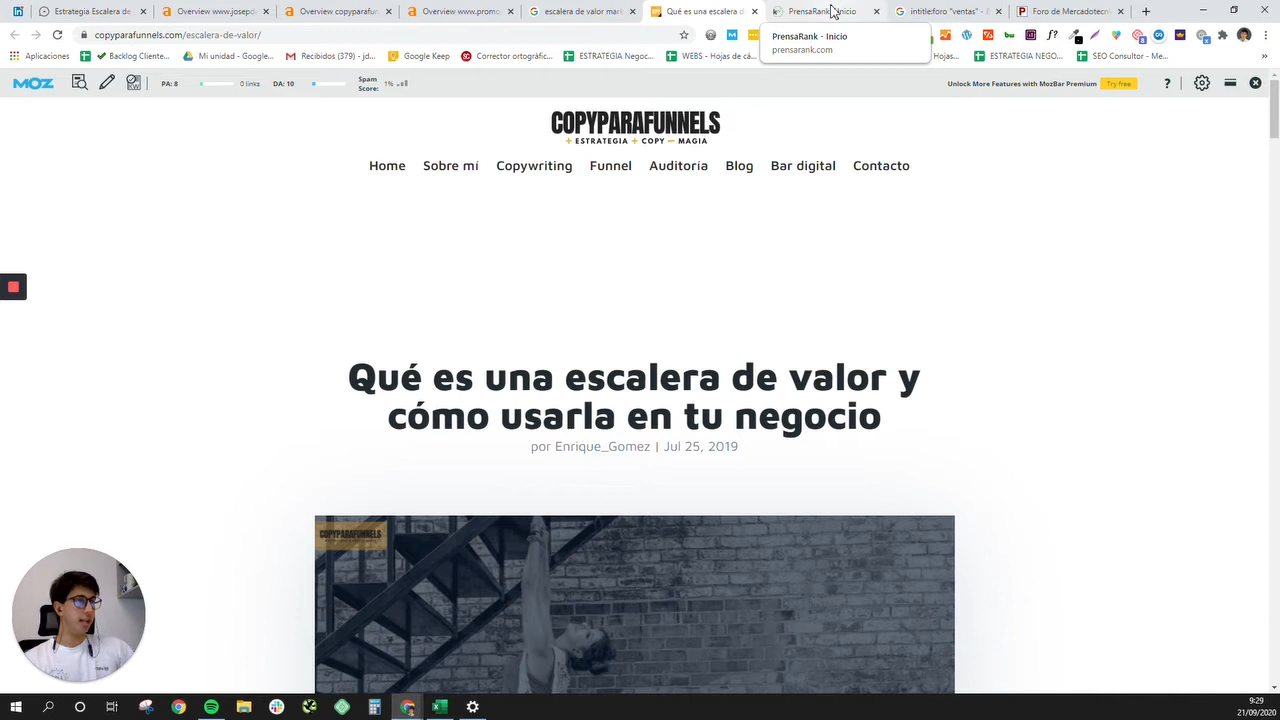 Estrategia Escalera de
Overview www.josepd
Overview copyparafun
Overview www.promo
escalera de valor mark
Qué es una escalera d
PrensaRank - Inicio
intitle:foro "ventas" - B
Foro de Mercadotecn
copyparafunnels.com/escalera-de-valor/
PrensaRank - Inicio
prensarank.com
Aplicaciones
Backlog Cliente...
Mi unidad - Googl...
Recibidos (379) - jd...
Google Keep
Corrector ortográfic...
ESTRATEGIA Negoc...
WEBS - Hojas de cá...
Hojas...
ESTRATEGIA NEGO...
SEO Consultor - Me...
MOZ
PA: 8
0 links
DA: 10
Spam
Score:
1%
Unlock More Features with MozBar Premium
Try free
COPYPARAFUNNELS
+ ESTRATEGIA + COPY — MAGIA
Home Sobre mí Copywriting Funnel Auditoría Blog Bar digital Contacto
Qué es una escalera de valor y
cómo usarla en tu negocio
por Enrique_Gomez | Jul 25, 2019
COPYPARAFUNNELS
9:29
21/09/2020